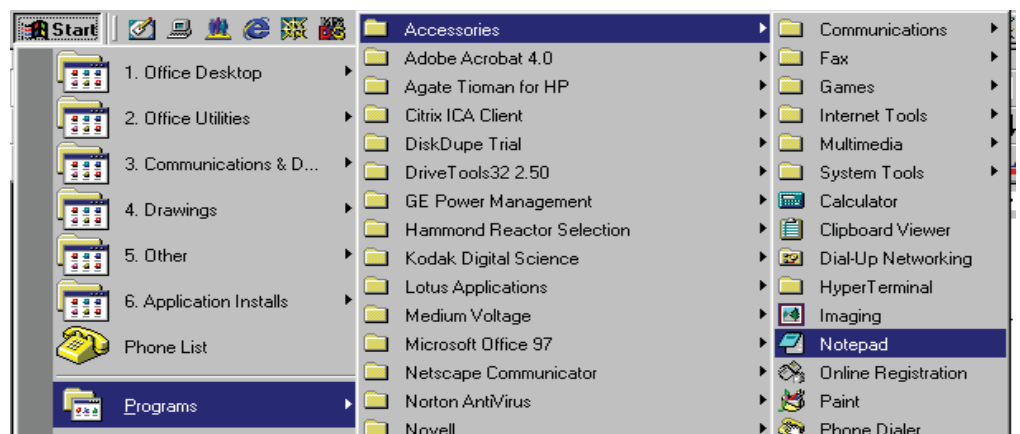 Start
1. Office Desktop
2. Office Utilities
3. Communications & D...
4. Drawings
5. Other
6. Application Installs
Phone List
Programs
Accessories
Adobe Acrobat 4.0
Agate Tioman for HP
Citrix ICA Client
DiskDupe Trial
DriveTools32 2.50
GE Power Management
Hammond Reactor Selection
Kodak Digital Science
Lotus Applications
Medium Voltage
Microsoft Office 97
Netscape Communicator
Norton AntiVirus
Novell
Communications
Fax
Games
Internet Tools
Multimedia
System Tools
Calculator
Clipboard Viewer
Dial-Up Networking
HyperTerminal
Imaging
Notepad
Online Registration
Paint
Phone Dialer